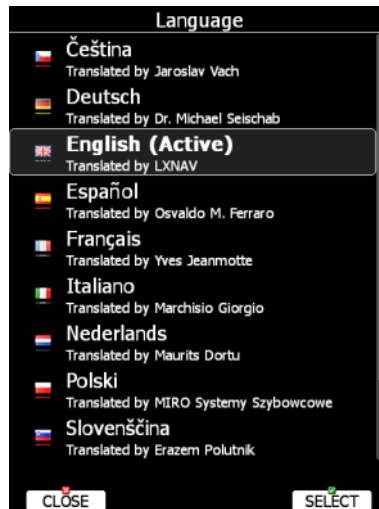 Language
Čeština
Translated by Jaroslav Vach
Deutsch
Translated by Dr. Michael Seischab
English (Active)
Translated by LXNAV
Español
Translated by Osvaldo M. Ferraro
Français
Translated by Yves Jeanmotte
Italiano
Translated by Marchisio Giorgio
Nederlands
Translated by Maurits Dortu
Polski
Translated by MIRO Systemy Szybowcowe
Slovenščina
Translated by Erazem Polutnik
CLOSE SELECT